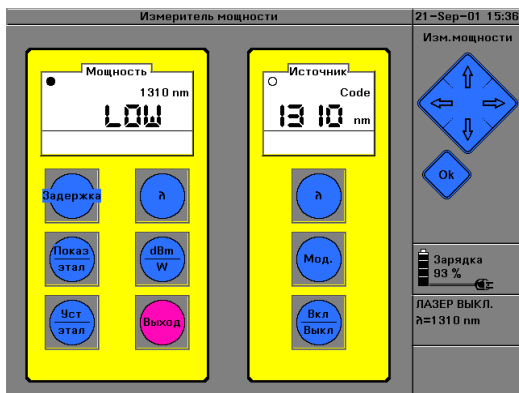 Измеритель мощности
21-Sep-01 15:36
Мощность
1310 nm
LOW
Задержка
λ
Показ
этал
dBm
W
Уст
этал
Выход
Источник
Code
1310 nm
λ
Мод.
Вкл
Выкл
Изм.мощности
Ok
Зарядка
93 %
ЛАЗЕР ВЫКЛ.
λ=1310 nm